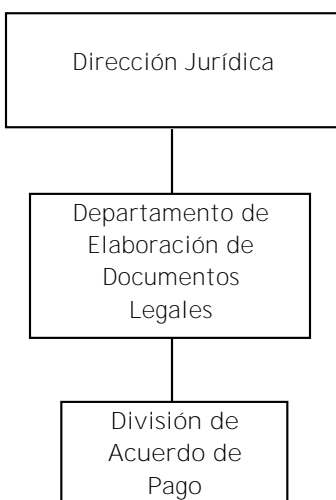 Dirección Jurídica
Departamento de
Elaboración de
Documentos
Legales
División de
Acuerdo de
Pago